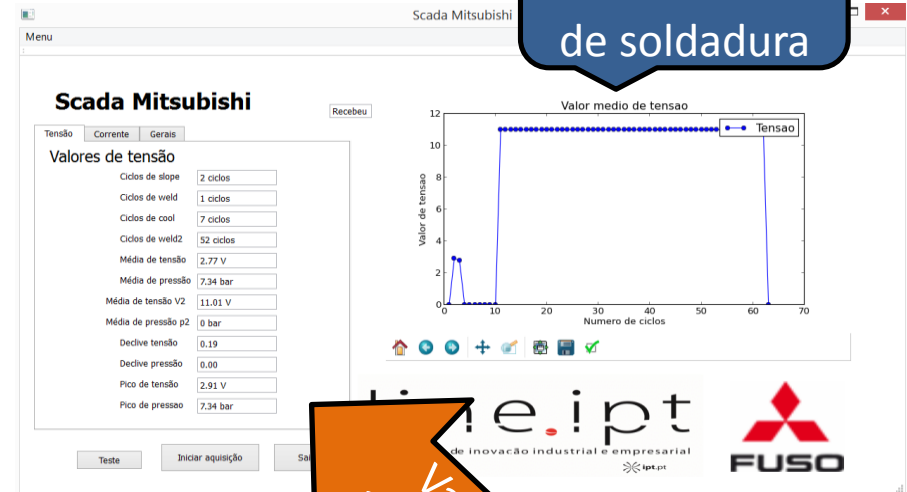 Scada Mitsubishi
de soldadura
Menu
Scada Mitsubishi
Recebeu
Tensão Corrente Gerais
Valores de tensão
Ciclos de slope 2 ciclos
Ciclos de weld 1 ciclos
Ciclos de cool 7 ciclos
Ciclos de weld2 52 ciclos
Média de tensão 2.77 V
Média de pressão 7.34 bar
Média de tensão V2 11.01 V
Média de pressão p2 0 bar
Declive tensão 0.19
Declive pressão 0.00
Pico de tensão 2.91 V
Pico de pressao 7.34 bar
Teste Iniciar aquisição
Valor medio de tensao
Tensao
Valor de tensao
12
10
8
6
4
2
0
0 10 20 30 40 50 60 70
Numero de ciclos
e.ipt
de inovacão industrial e empresarial
ipt.pt
FUSO